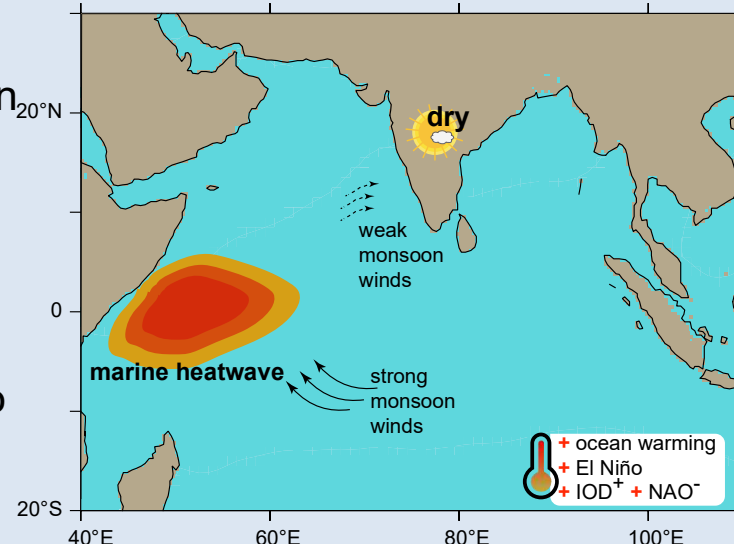 n
20°N
dry
weak
monsoon
winds
0
marine heatwave
strong
monsoon
winds
+ ocean warming
+ El Niño
+ IOD+ + NAO-
20°S
40°E
60°E
80°E
100°E